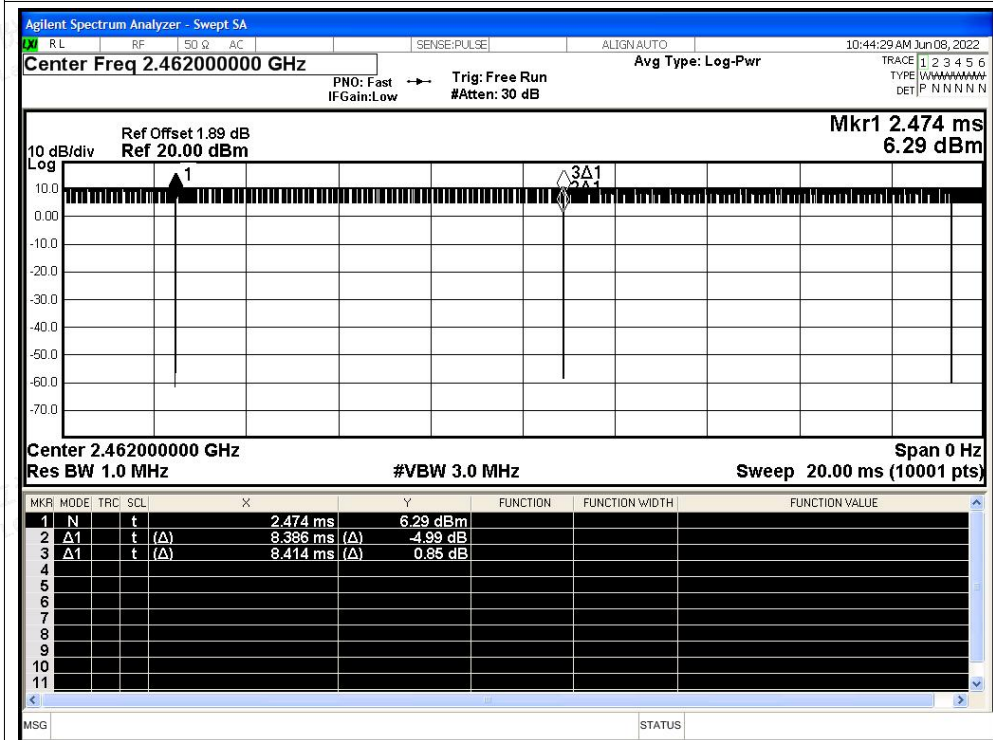 Agilent Spectrum Analyzer - Swept SA
LXI RL RF 50 Ω AC SENSE:PULSE ALIGN AUTO 10:44:29 AM Jun 08, 2022
Center Freq 2.462000000 GHz
PNO: Fast
IFGain:Low
Trig: Free Run
#Atten: 30 dB
Avg Type: Log-Pwr
TRACE 1 2 3 4 5 6
TYPE W
DET P N N N N N
Mkr1 2.474 ms
6.29 dBm
Ref Offset 1.89 dB
10 dB/div Ref 20.00 dBm
Log
1
3Δ1
2Δ1
10.0
0.00
-10.0
-20.0
-30.0
-40.0
-50.0
-60.0
-70.0
Center 2.462000000 GHz Span 0 Hz
Res BW 1.0 MHz #VBW 3.0 MHz Sweep 20.00 ms (10001 pts)
MKR MODE TRC SCL X Y FUNCTION FUNCTION WIDTH FUNCTION VALUE
1 N t 2.474 ms 6.29 dBm
2 Δ1 t (Δ) 8.386 ms (Δ) -4.99 dB
3 Δ1 t (Δ) 8.414 ms (Δ) 0.85 dB
4
5
6
7
8
9
10
11
MSG STATUS